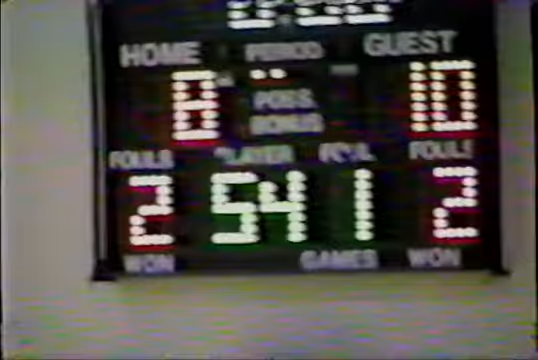 HOME PERIOD GUEST
8 10
POSS.
BONUS
FOULS PLAYER FOUL FOULS
2 54 1 2
WON GAMES WON